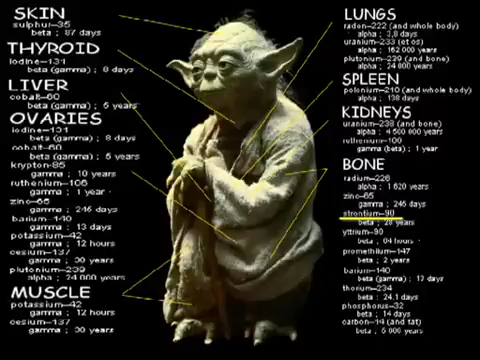 SKIN
sulphur-35
beta ; 87 days
THYROID
iodine-131
beta (gamma) ; 8 days
LIVER
cobalt-60
beta (gamma) ; 5 years
OVARIES
iodine-131
beta (gamma) ; 8 days
cobalt-60
beta (gamma) ; 5 years
krypton-85
gamma ; 10 years
ruthenium-106
gamma ; 1 year
zinc-65
gamma ; 245 days
barium-140
gamma ; 13 days
potassium-42
gamma ; 12 hours
cesium-137
gamma ; 30 years
plutonium-239
alpha ; 24 000 years
MUSCLE
potassium-42
gamma ; 12 hours
cesium-137
gamma ; 30 years
LUNGS
radon-222 (and whole body)
alpha ; 3,8 days
uranium-233 (et os)
alpha ; 162 000 years
plutonium-239 (and bone)
alpha ; 24 000 years
SPLEEN
polonium-210 (and whole body)
alpha ; 138 days
KIDNEYS
uranium-238 (and bone)
alpha ; 4 500 000 years
ruthenium-106
gamma (beta) ; 1 year
BONE
radium-226
alpha ; 1 620 years
zinc-65
gamma ; 245 days
strontium-90
beta ; 28 years
yttrium-90
beta ; 64 hours
promethium-147
beta ; 2 years
barium-140
beta (gamma) ; 13 days
thorium-234
beta ; 24,1 days
phosphorus-32
beta ; 14 days
carbon-14 (and fat)
beta ; 5 600 years